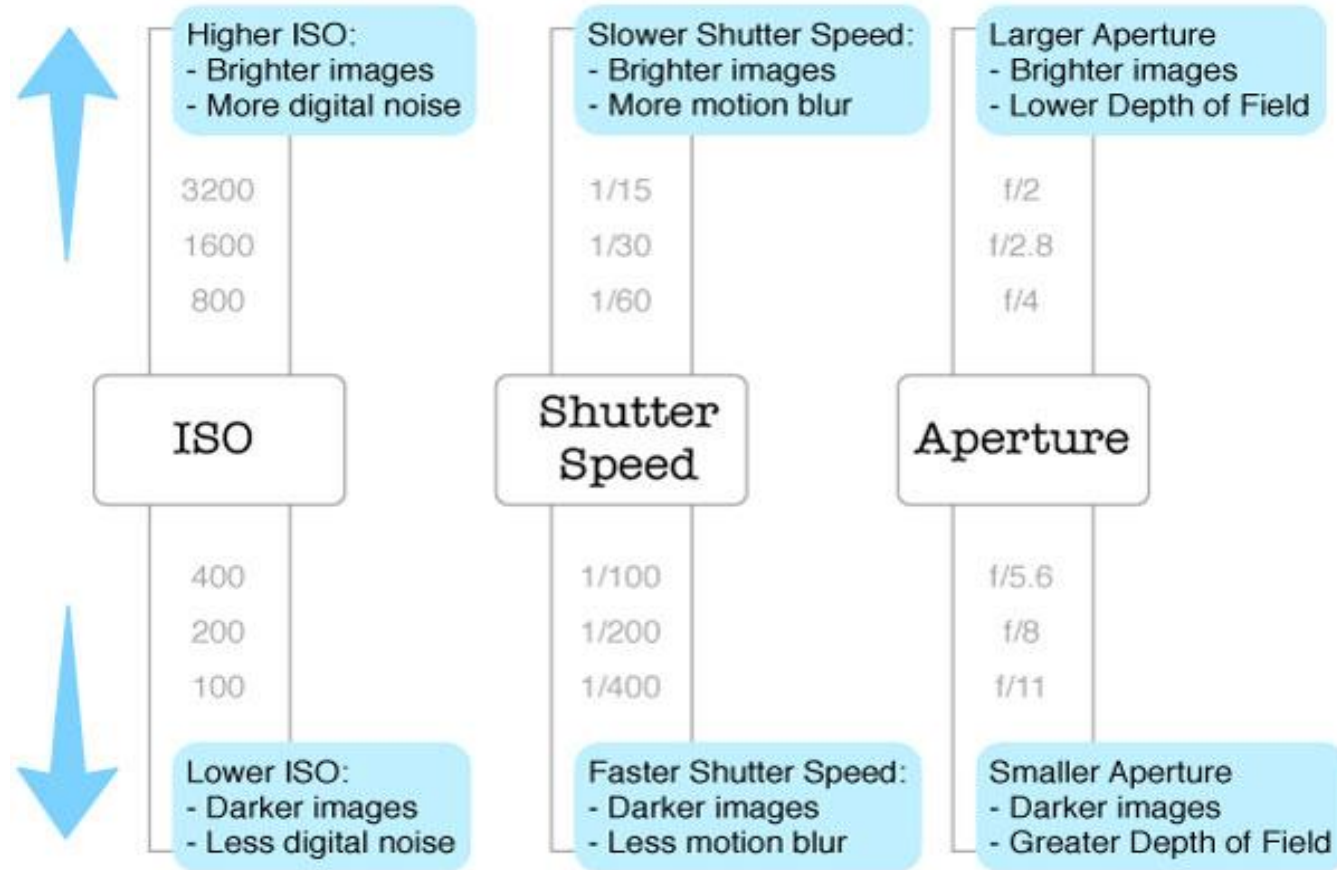 Higher ISO:
- Brighter images
- More digital noise
3200
1600
800
ISO
400
200
100
Lower ISO:
- Darker images
- Less digital noise
Slower Shutter Speed:
- Brighter images
- More motion blur
1/15
1/30
1/60
Shutter
Speed
1/100
1/200
1/400
Faster Shutter Speed:
- Darker images
- Less motion blur
Larger Aperture
- Brighter images
- Lower Depth of Field
f/2
f/2.8
f/4
Aperture
f/5.6
f/8
f/11
Smaller Aperture
- Darker images
- Greater Depth of Field